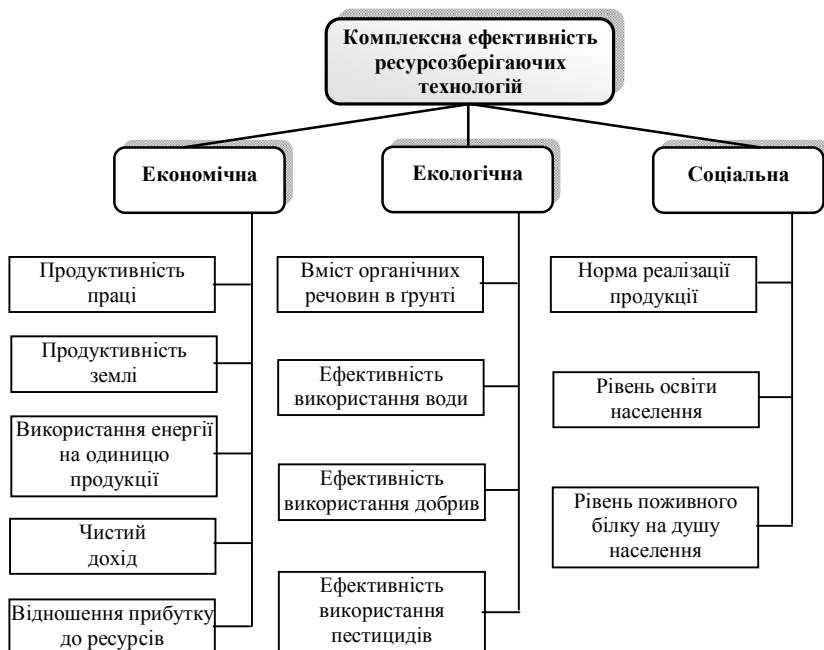 Комплексна ефективність
ресурсозберігаючих
технологій
Економічна
Екологічна
Соціальна
Продуктивність
праці
Продуктивність
землі
Використання енергії
на одиницю
продукції
Чистий
дохід
Відношення прибутку
до ресурсів
Вміст органічних
речовин в ґрунті
Ефективність
використання води
Ефективність
використання добрив
Ефективність
використання
пестицидів
Норма реалізації
продукції
Рівень освіти
населення
Рівень поживного
білку на душу
населення